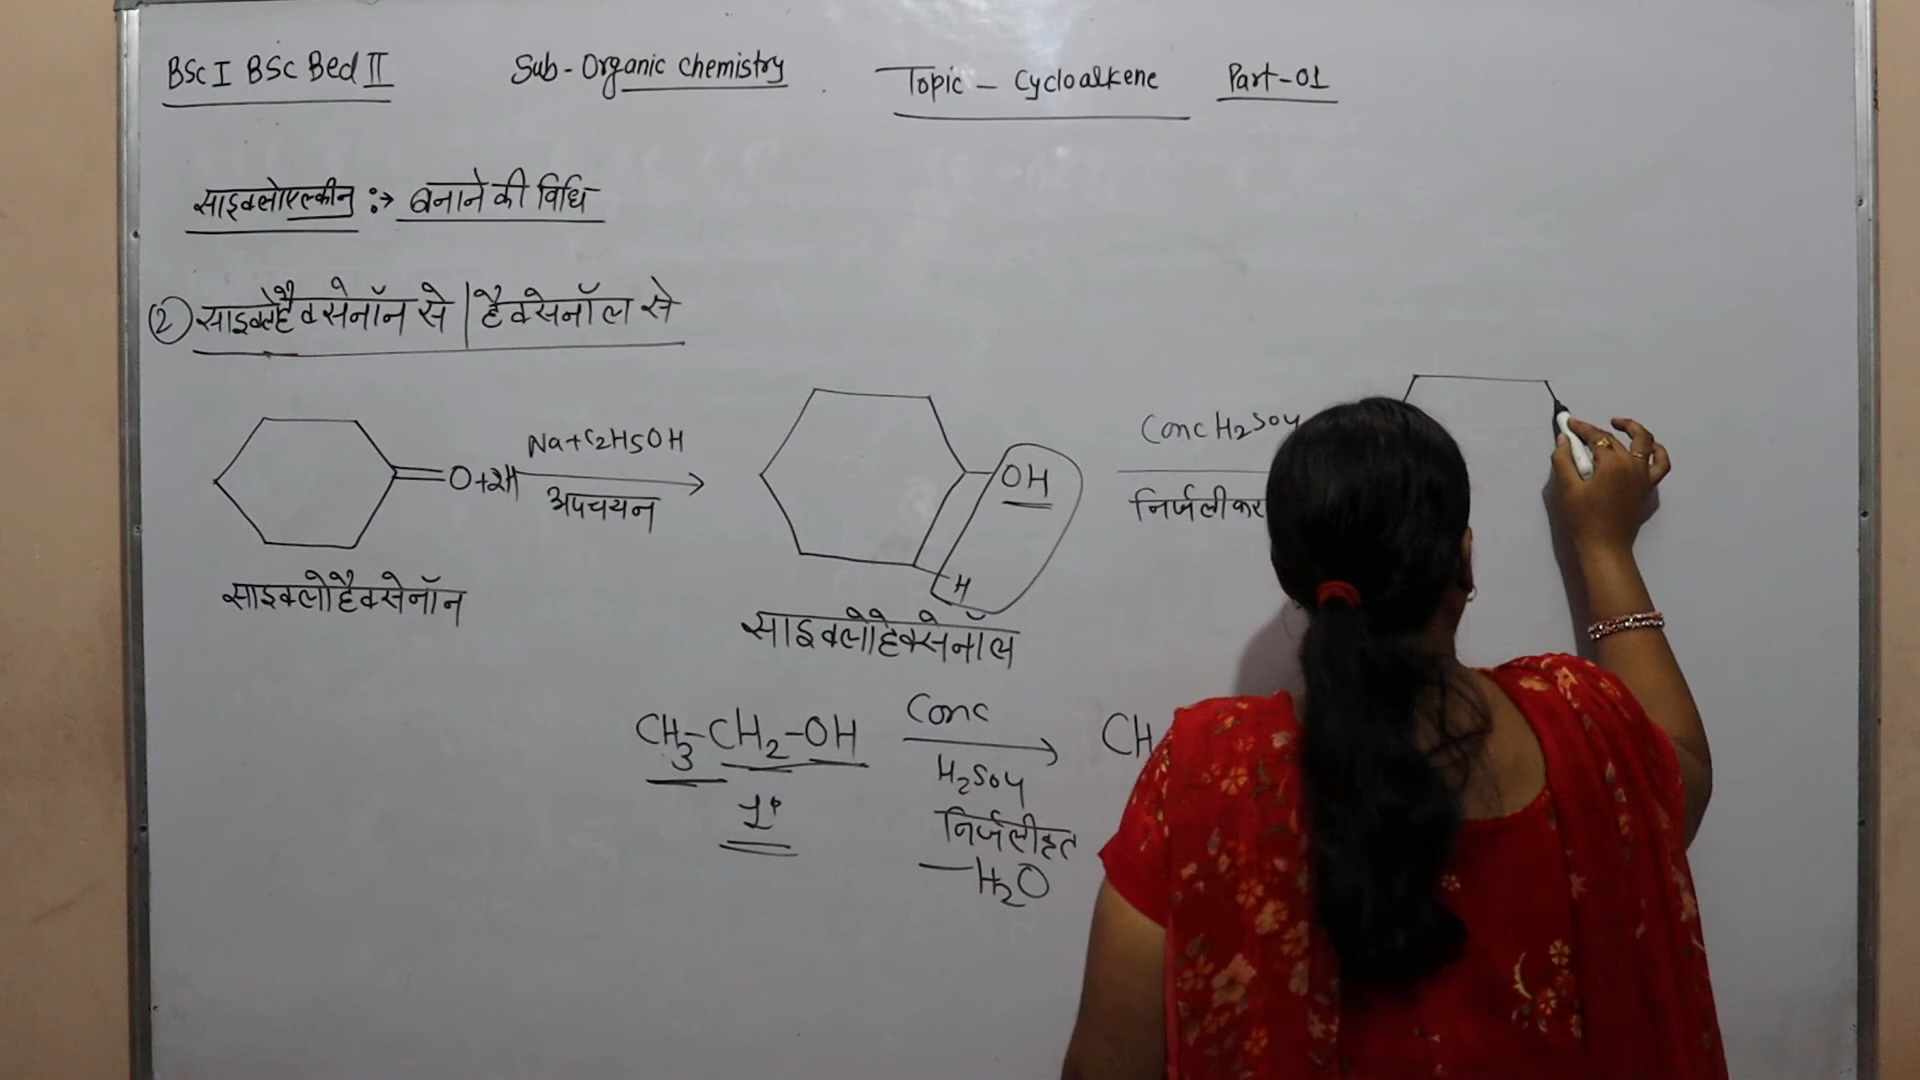 BSc I BSc Bed II Sub-Organic chemistry Topic - Cycloalkene Part-01
साइक्लोएल्कीन :→ बनाने की विधि
② साइक्लोहैक्सेनॉन से | हैक्सेनॉल से
Na+C2H5OH
Conc H2SO4
O+2H
अपचयन
OH
निर्जलीकर
H
साइक्लोहैक्सेनॉन
साइक्लोहेक्सेनॉल
CH3-CH2-OH Conc CH
H2SO4
1°
निर्जलीकृत
-H2O